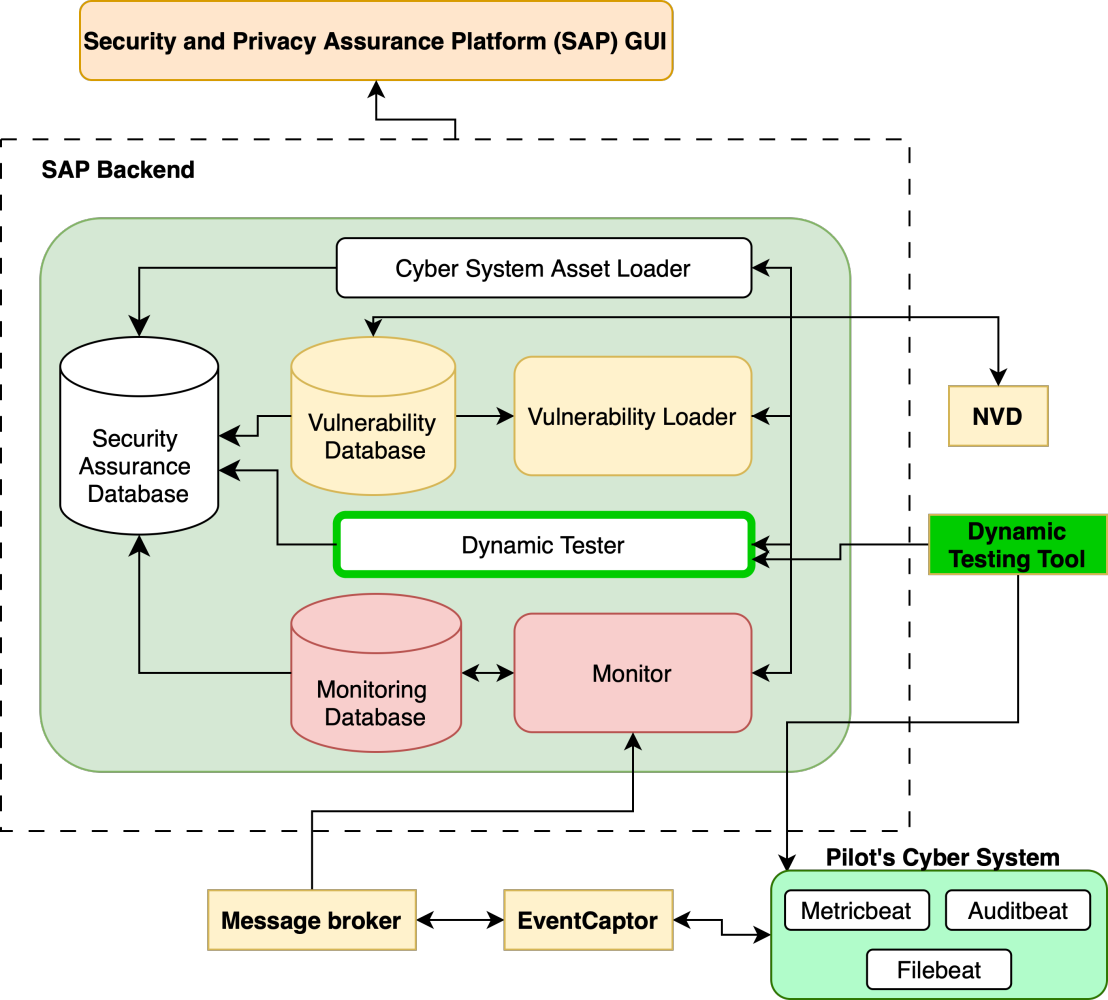 Security and Privacy Assurance Platform (SAP) GUI
SAP Backend
Cyber System Asset Loader
Security
Assurance
Database
Vulnerability
Database
Vulnerability Loader
NVD
Dynamic Tester
Dynamic
Testing Tool
Monitoring
Database
Monitor
Pilot's Cyber System
Message broker
EventCaptor
Metricbeat
Auditbeat
Filebeat